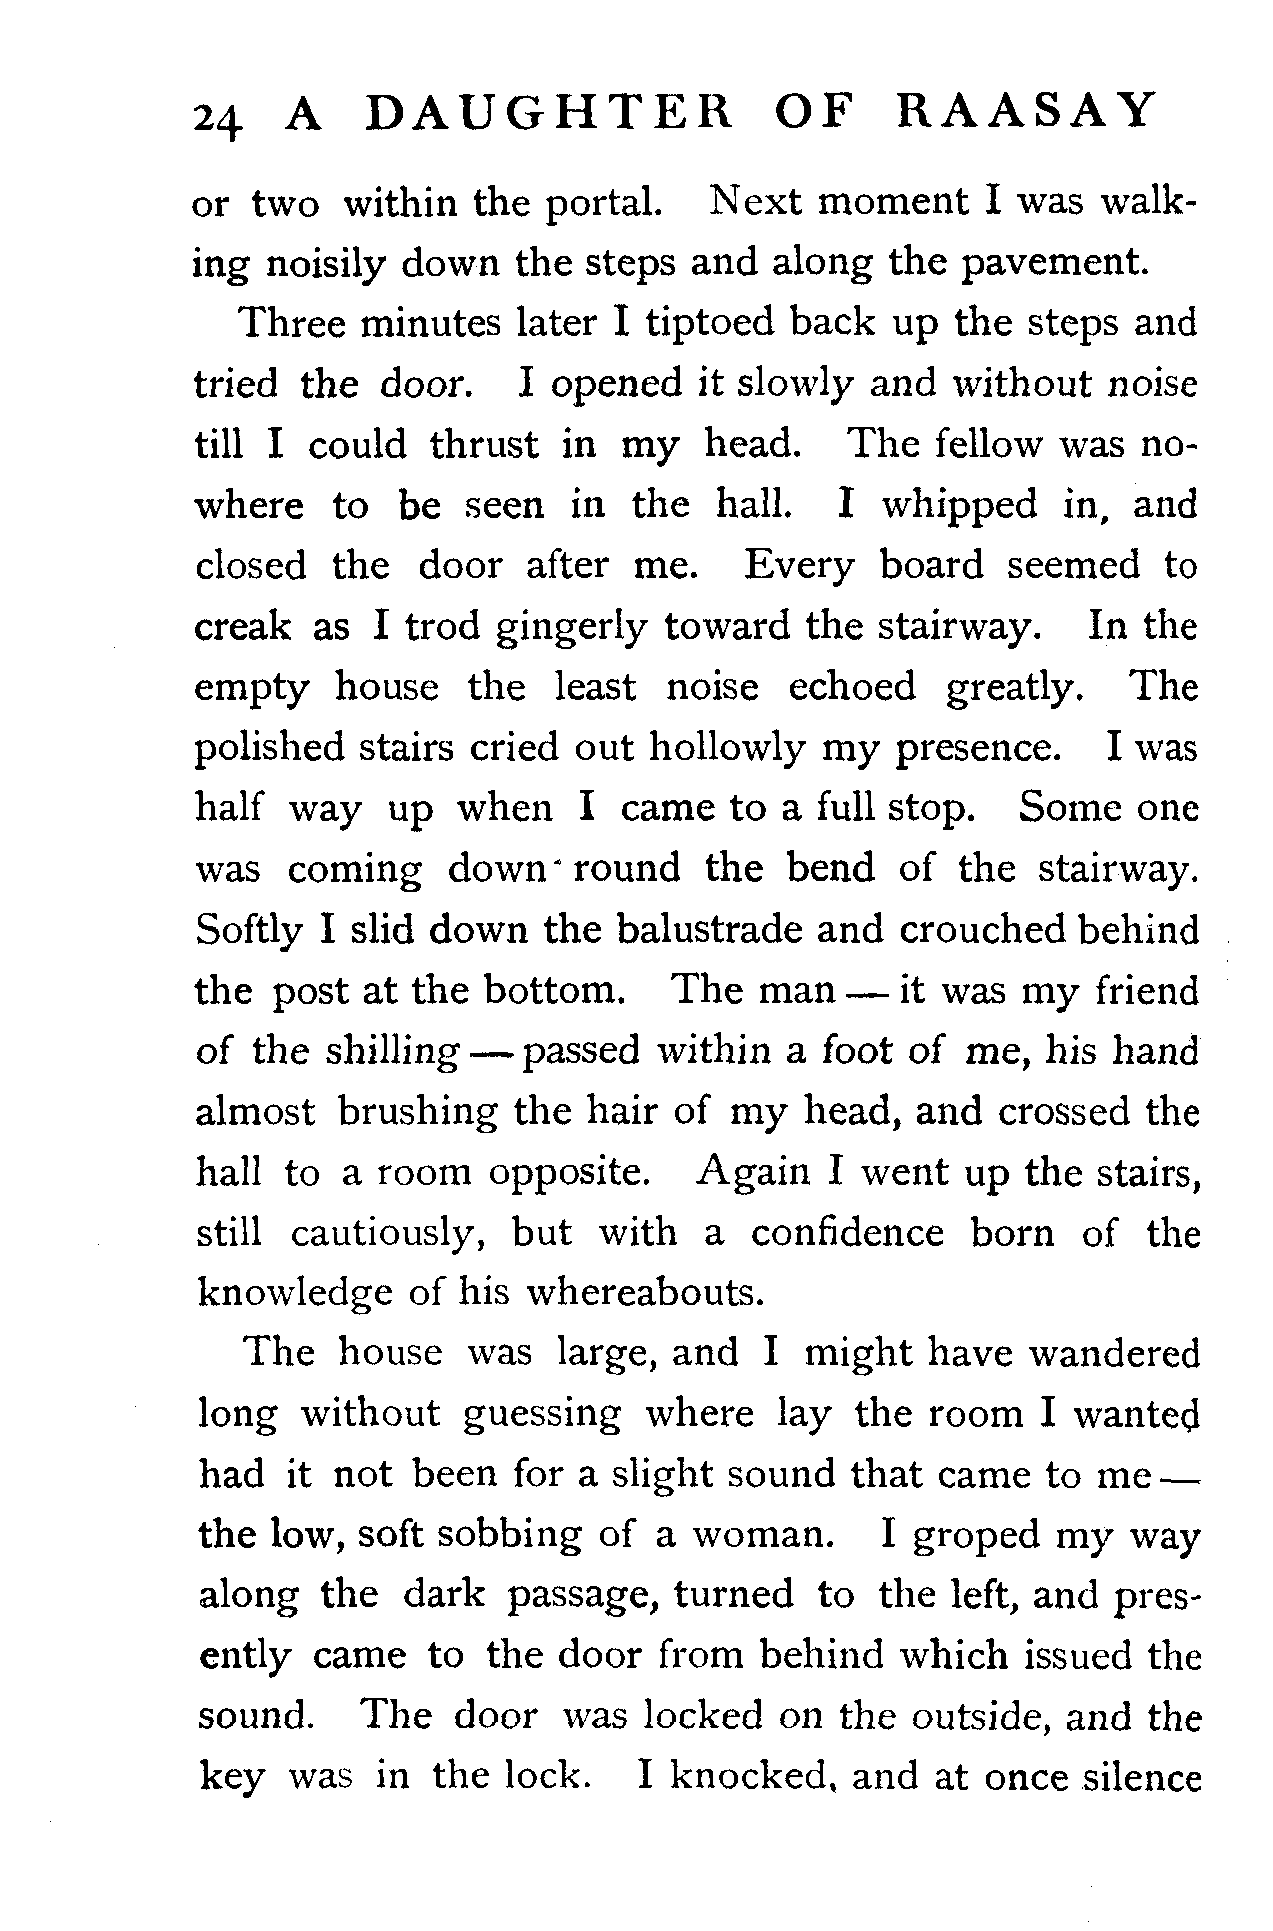 24 A DAUGHTER OF RAASAY
or two within the portal. Next moment I was walk-
ing noisily down the steps and along the pavement.
Three minutes later I tiptoed back up the steps and
tried the door. I opened it slowly and without noise
till I could thrust in my head. The fellow was no-
where to be seen in the hall. I whipped in, and
closed the door after me. Every board seemed to
creak as I trod gingerly toward the stairway. In the
empty house the least noise echoed greatly. The
polished stairs cried out hollowly my presence. I was
half way up when I came to a full stop. Some one
was coming down round the bend of the stairway.
Softly I slid down the balustrade and crouched behind
the post at the bottom. The man — it was my friend
of the shilling — passed within a foot of me, his hand
almost brushing the hair of my head, and crossed the
hall to a room opposite. Again I went up the stairs,
still cautiously, but with a confidence born of the
knowledge of his whereabouts.
The house was large, and I might have wandered
long without guessing where lay the room I wanted
had it not been for a slight sound that came to me —
the low, soft sobbing of a woman. I groped my way
along the dark passage, turned to the left, and pres-
ently came to the door from behind which issued the
sound. The door was locked on the outside, and the
key was in the lock. I knocked, and at once silence